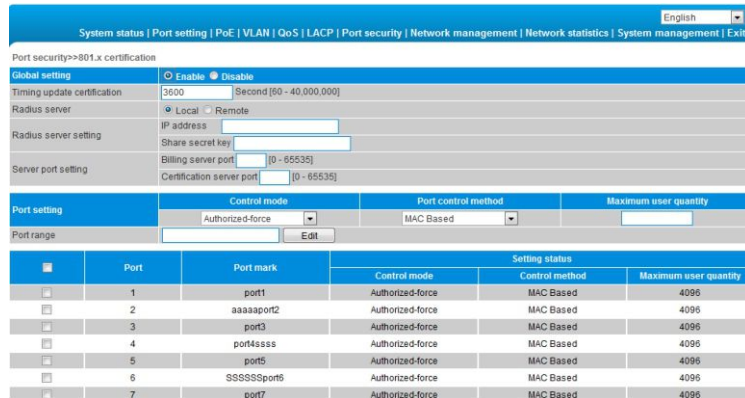 English
System status | Port setting | PoE | VLAN | QoS | LACP | Port security | Network management | Network statistics | System management | Exit
Port security>>801.x certification
Global setting Enable Disable
Timing update certification 3600 Second [60 - 40,000,000]
Radius server Local Remote
Radius server setting IP address
Share secret key
Server port setting Billing server port [0 - 65535]
Certification server port [0 - 65535]
Port setting Control mode Port control method Maximum user quantity
Authorized-force MAC Based
Port range Edit
Port Port mark Setting status
Control mode Control method Maximum user quantity
1 port1 Authorized-force MAC Based 4096
2 aaaaaport2 Authorized-force MAC Based 4096
3 port3 Authorized-force MAC Based 4096
4 port4ssss Authorized-force MAC Based 4096
5 port5 Authorized-force MAC Based 4096
6 SSSSSSport6 Authorized-force MAC Based 4096
7 port7 Authorized-force MAC Based 4096